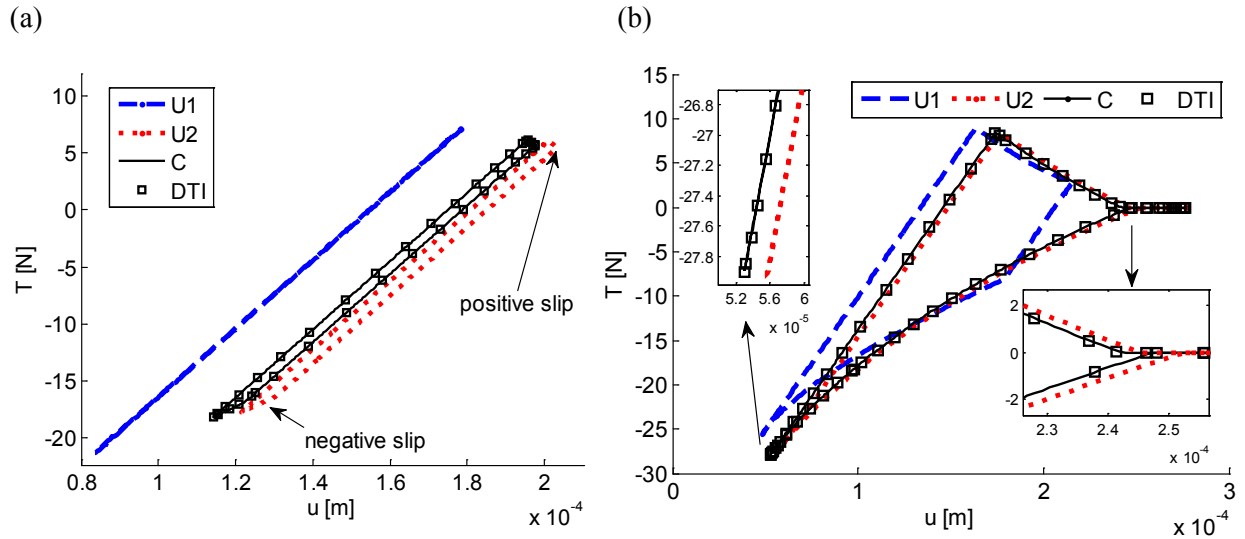 (a)
U1
U2
C
DTI
10
5
0
-5
-10
-15
-20
T [N]
positive slip
negative slip
0.8 1 1.2 1.4 1.6 1.8 2
u [m]
x 10⁻⁴
(b)
U1 U2 C DTI
15
10
5
0
-5
-10
-15
-20
-25
-30
T [N]
-26.8
-27
-27.2
-27.4
-27.6
-27.8
5.2 5.6 6
x 10⁻⁵
2
0
-2
2.3 2.4 2.5
x 10⁻⁴
0 1 2 3
u [m]
x 10⁻⁴